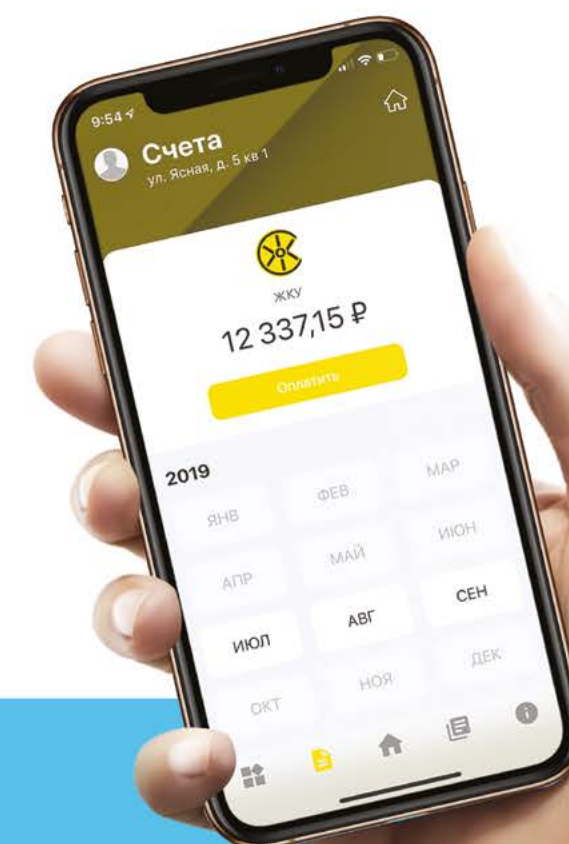 9:54
Счета
ул. Ясная, д. 5 кв 1
ЖКУ
12 337,15 ₽
Оплатить
2019
ЯНВ ФЕВ МАР
АПР МАЙ ИЮН
ИЮЛ АВГ СЕН
ОКТ НОЯ ДЕК